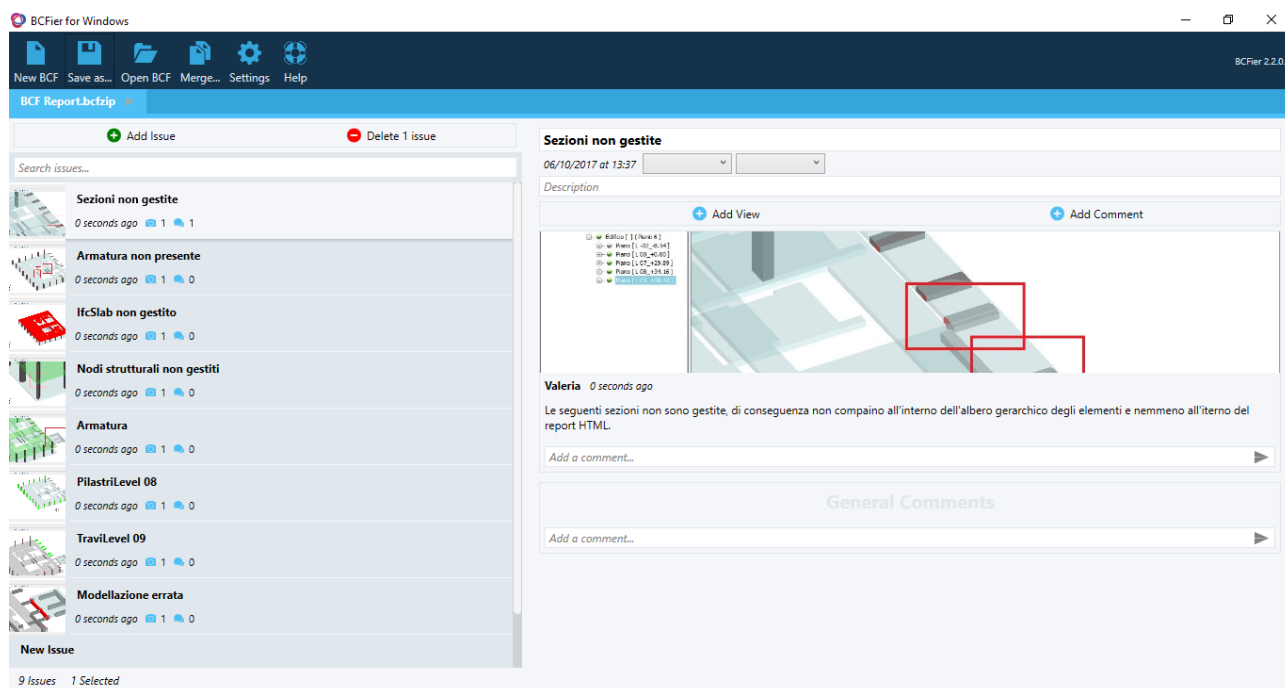 BCFier for Windows
New BCF Save as... Open BCF Merge... Settings Help
BCFier 2.2.0.
BCF Report.bcfzip
Add Issue Delete 1 issue
Search issues...
Sezioni non gestite
0 seconds ago 1 1
Armatura non presente
0 seconds ago 1 0
IfcSlab non gestito
0 seconds ago 1 0
Nodi strutturali non gestiti
0 seconds ago 1 0
Armatura
0 seconds ago 1 0
PilastriLevel 08
0 seconds ago 1 0
TraviLevel 09
0 seconds ago 1 0
Modellazione errata
0 seconds ago 1 0
New Issue
9 Issues 1 Selected
Sezioni non gestite
06/10/2017 at 13:37
Description
Add View Add Comment
Edificio [ ] (Piani: 6)
Valeria 0 seconds ago
Le seguenti sezioni non sono gestite, di conseguenza non compaino all'interno dell'albero gerarchico degli elementi e nemmeno all'iterno del
report HTML.
Add a comment...
General Comments
Add a comment...